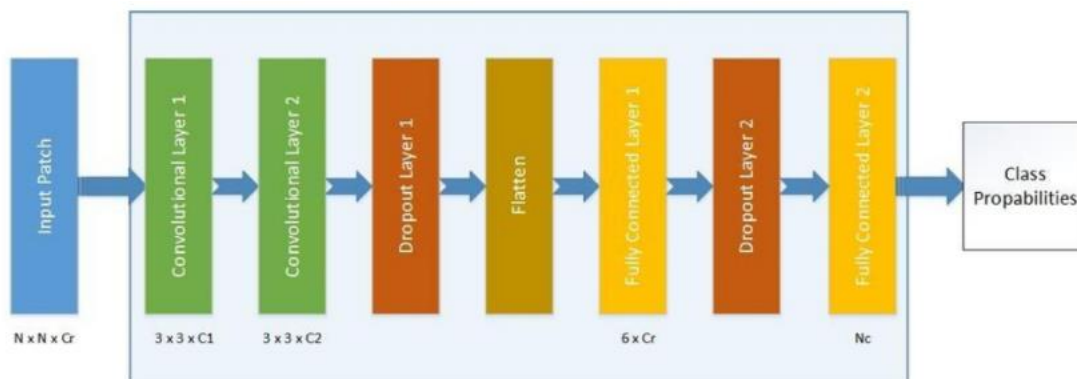 Input Patch
Convolutional Layer 1
Convolutional Layer 2
Dropout Layer 1
Flatten
Fully Connected Layer 1
Dropout Layer 2
Fully Connected Layer 2
Class
Propabilities
N x N x Cr
3 x 3 x C1
3 x 3 x C2
6 x Cr
Nc